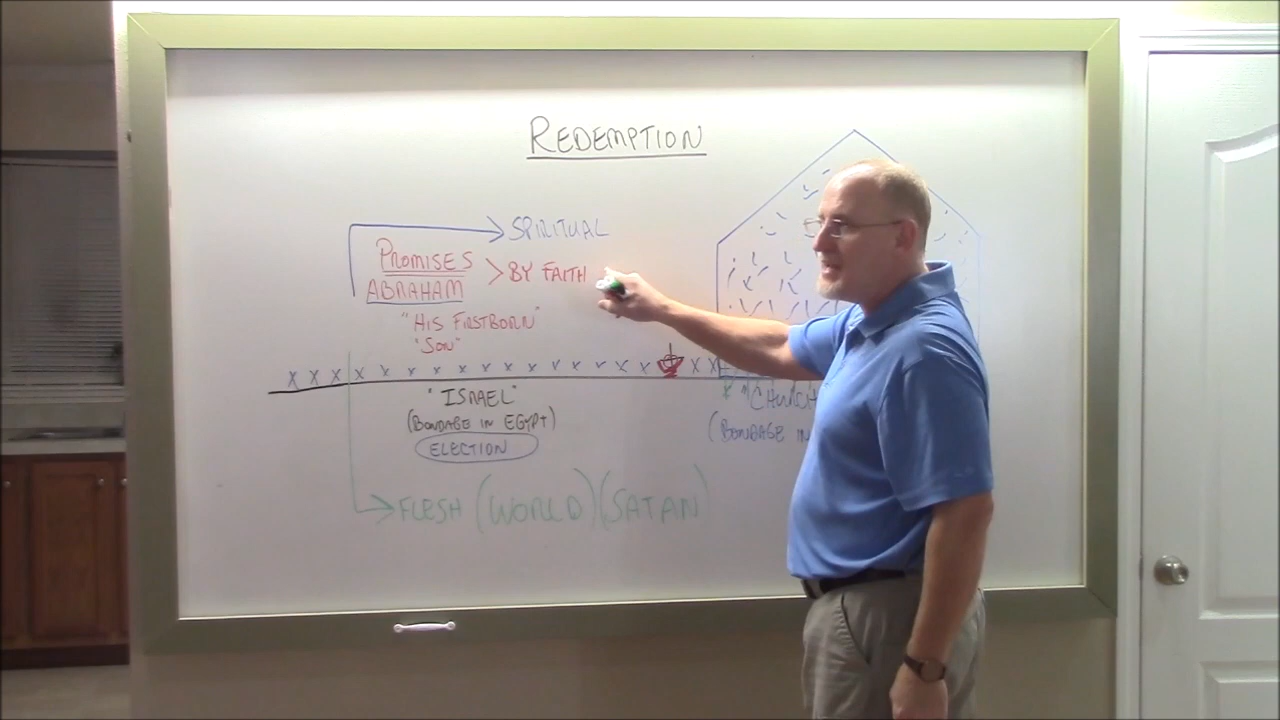 REDEMPTION
SPIRITUAL
PROMISES
ABRAHAM
> BY FAITH
"HIS FIRSTBORN"
"SON"
X X X X X X X X X X X X X X X X X X X
"ISRAEL"
(BONDAGE IN EGYPT)
ELECTION
"CHURCH
(BONDAGE IN
FLESH (WORLD) (SATAN)